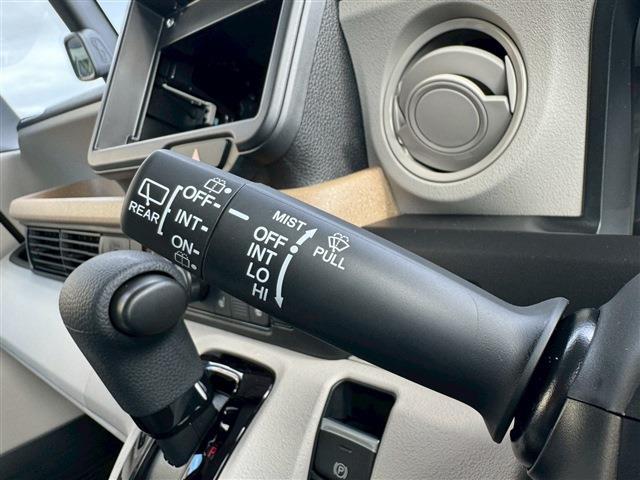 REAR
OFF-
INT-
ON-
MIST
OFF
INT
LO
HI
PULL
P
R